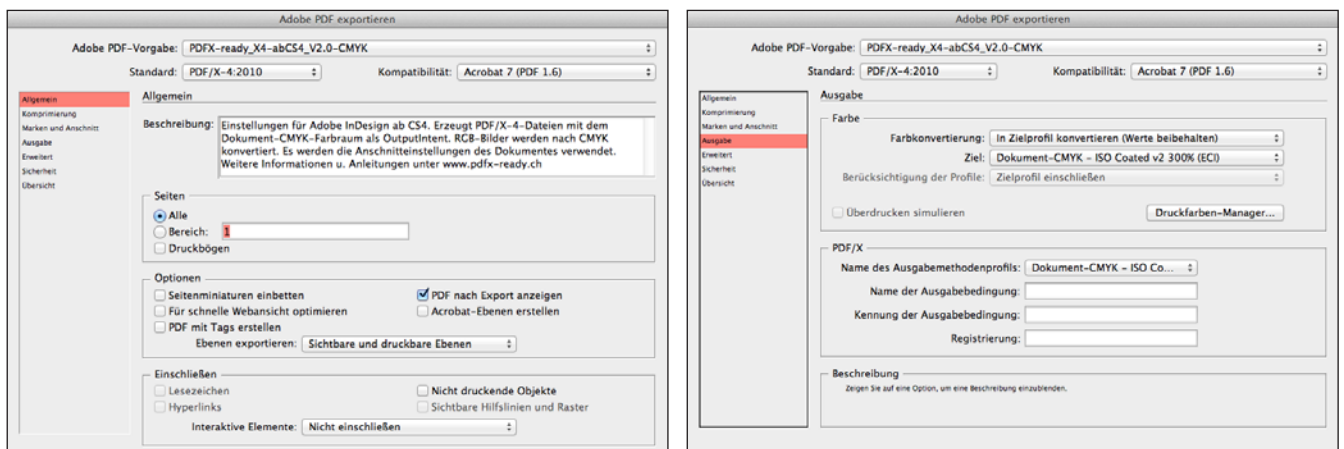 Adobe PDF exportieren
Adobe PDF-Vorgabe: PDFX-ready_X4-abCS4_V2.0-CMYK
Standard: PDF/X-4:2010 Kompatibilität: Acrobat 7 (PDF 1.6)
Allgemein
Komprimierung
Marken und Anschnitt
Ausgabe
Erweitert
Sicherheit
Übersicht
Allgemein
Beschreibung: Einstellungen für Adobe InDesign ab CS4. Erzeugt PDF/X-4-Dateien mit dem
Dokument-CMYK-Farbraum als OutputIntent. RGB-Bilder werden nach CMYK
konvertiert. Es werden die Anschnitteinstellungen des Dokumentes verwendet.
Weitere Informationen u. Anleitungen unter www.pdfx-ready.ch
Seiten
Alle
Bereich: 1
Druckbögen
Optionen
Seitenminiaturen einbetten PDF nach Export anzeigen
Für schnelle Webansicht optimieren Acrobat-Ebenen erstellen
PDF mit Tags erstellen
Ebenen exportieren: Sichtbare und druckbare Ebenen
Einschließen
Lesezeichen Nicht druckende Objekte
Hyperlinks Sichtbare Hilfslinien und Raster
Interaktive Elemente: Nicht einschließen
Adobe PDF exportieren
Adobe PDF-Vorgabe: PDFX-ready_X4-abCS4_V2.0-CMYK
Standard: PDF/X-4:2010 Kompatibilität: Acrobat 7 (PDF 1.6)
Allgemein
Komprimierung
Marken und Anschnitt
Ausgabe
Erweitert
Sicherheit
Übersicht
Ausgabe
Farbe
Farbkonvertierung: In Zielprofil konvertieren (Werte beibehalten)
Ziel: Dokument-CMYK - ISO Coated v2 300% (ECI)
Berücksichtigung der Profile: Zielprofil einschließen
Überdrucken simulieren Druckfarben-Manager...
PDF/X
Name des Ausgabemethodenprofils: Dokument-CMYK - ISO Co...
Name der Ausgabebedingung:
Kennung der Ausgabebedingung:
Registrierung:
Beschreibung
Zeigen Sie auf eine Option, um eine Beschreibung einzublenden.